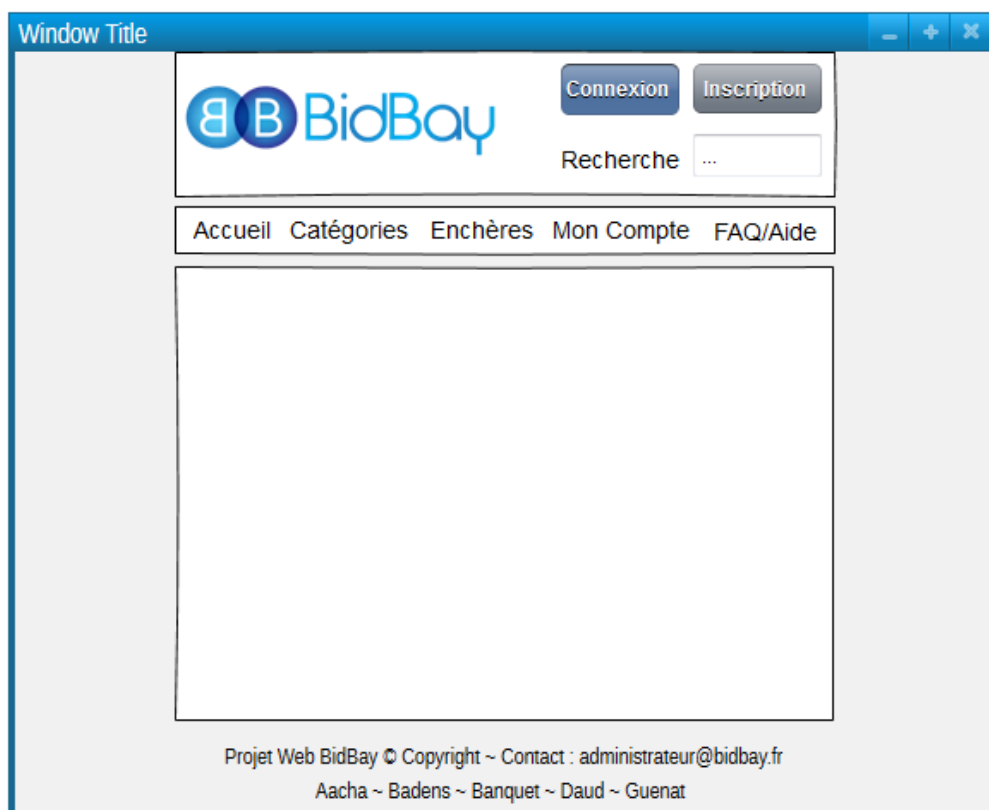 Window Title
BB BidBay
Connexion Inscription
Recherche ...
Accueil Catégories Enchères Mon Compte FAQ/Aide
Projet Web BidBay © Copyright ~ Contact : administrateur@bidbay.fr
Aacha ~ Badens ~ Banquet ~ Daud ~ Guenat